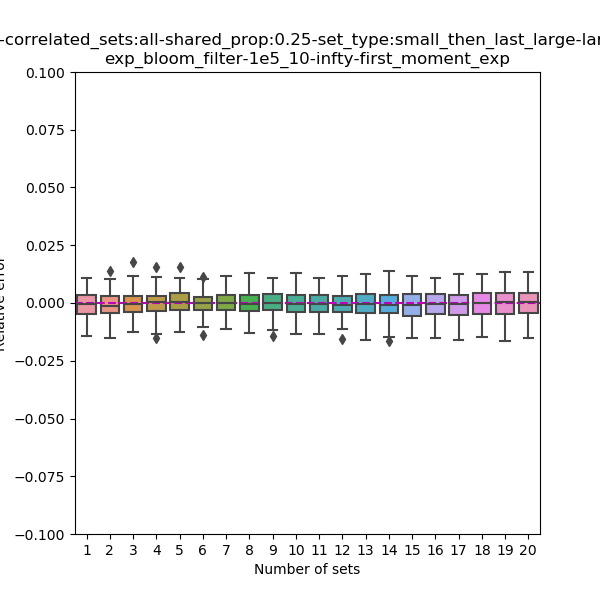 -correlated_sets:all-shared_prop:0.25-set_type:small_then_last_large-lar
exp_bloom_filter-1e5_10-infty-first_moment_exp
0.100
0.075
0.050
0.025
0.000
−0.025
−0.050
−0.075
−0.100
Relative error
1 2 3 4 5 6 7 8 9 10 11 12 13 14 15 16 17 18 19 20
Number of sets